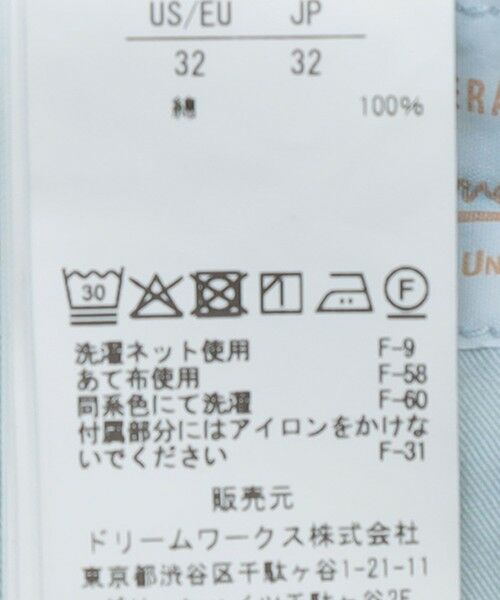 US/EU JP
32 32
綿 100%
30 F
洗濯ネット使用 F-9
あて布使用 F-58
同系色にて洗濯 F-60
付属部分にはアイロンをかけな
いでください F-31
販売元
ドリームワークス株式会社
東京都渋谷区千駄ヶ谷1-21-11
ERA
UN